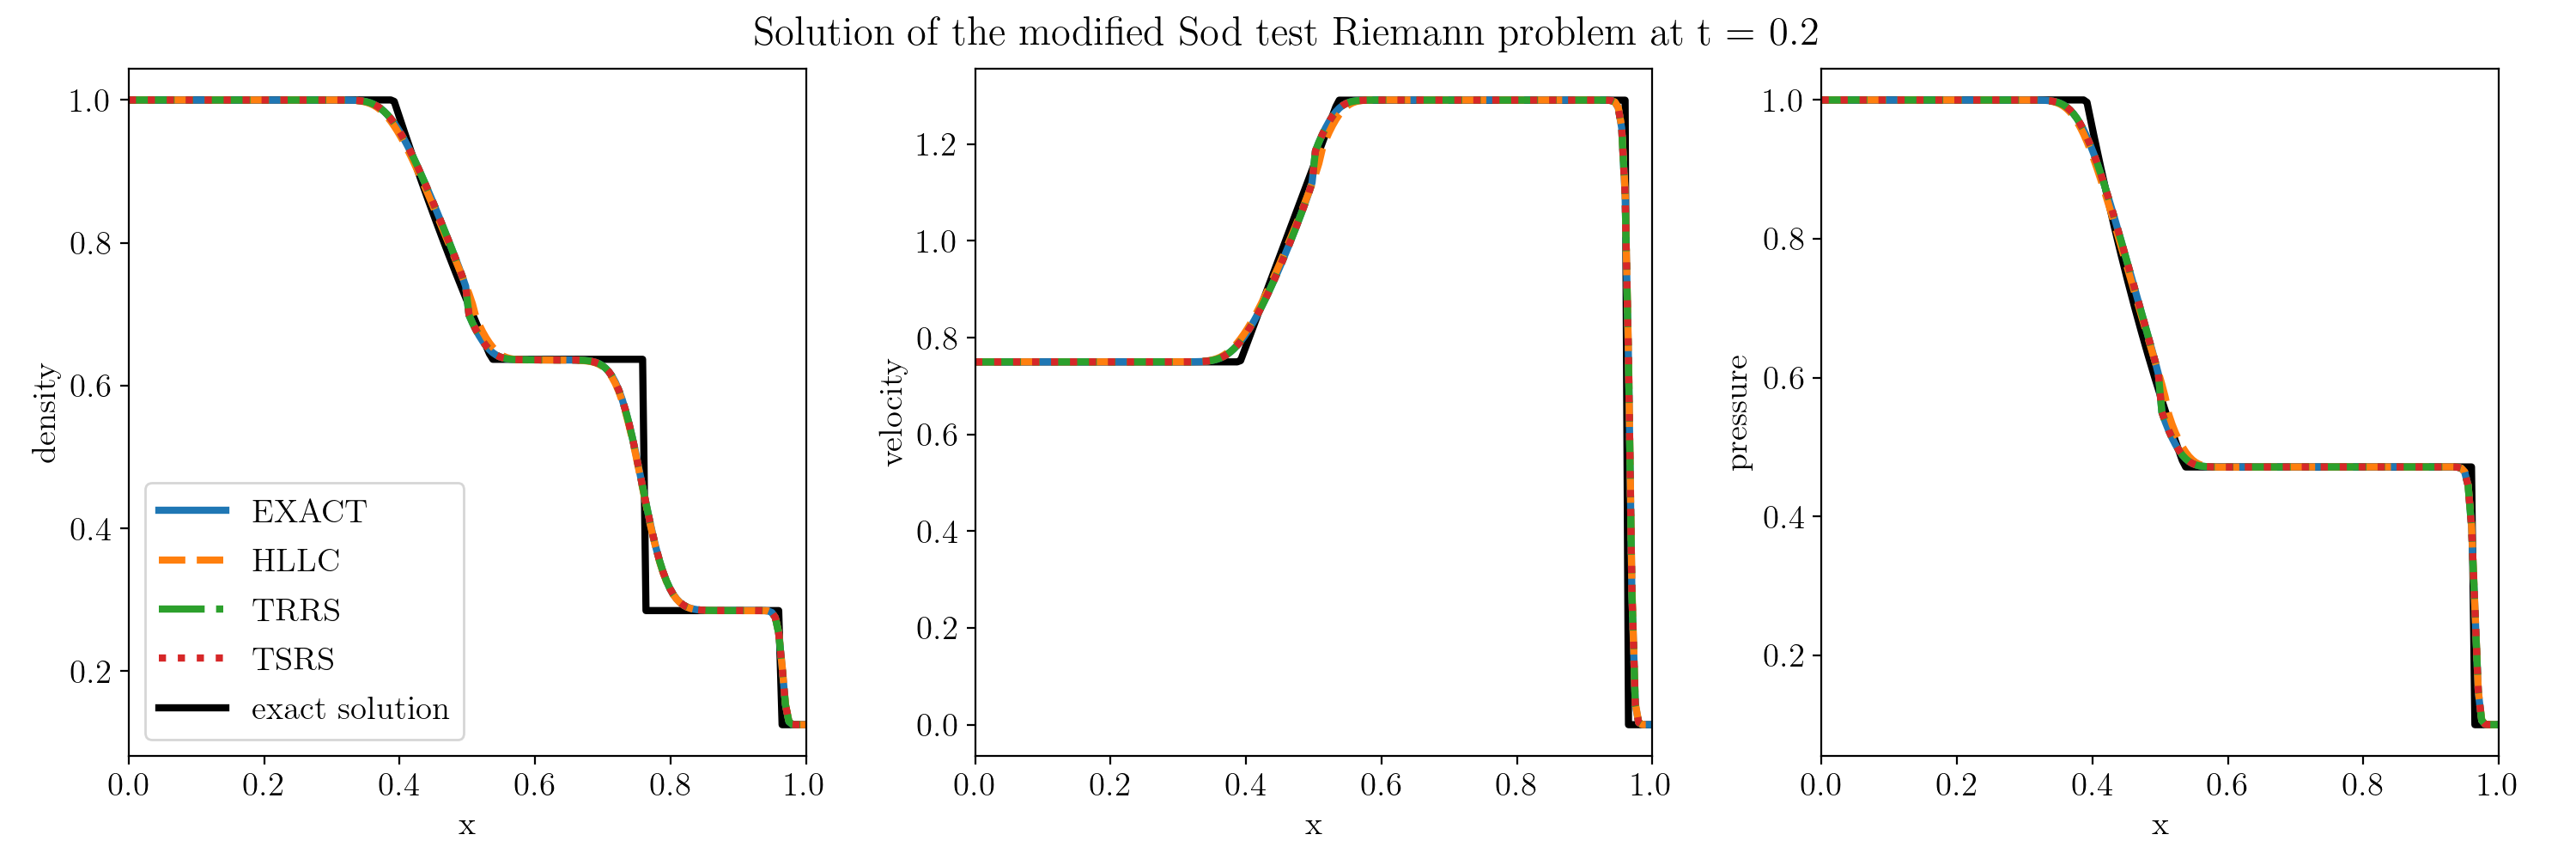 Solution of the modified Sod test Riemann problem at t = 0.2
density
1.0
0.8
0.6
0.4
0.2
EXACT
HLLC
TRRS
TSRS
exact solution
0.0 0.2 0.4 0.6 0.8 1.0
x
velocity
1.2
1.0
0.8
0.6
0.4
0.2
0.0
0.0 0.2 0.4 0.6 0.8 1.0
x
pressure
1.0
0.8
0.6
0.4
0.2
0.0 0.2 0.4 0.6 0.8 1.0
x